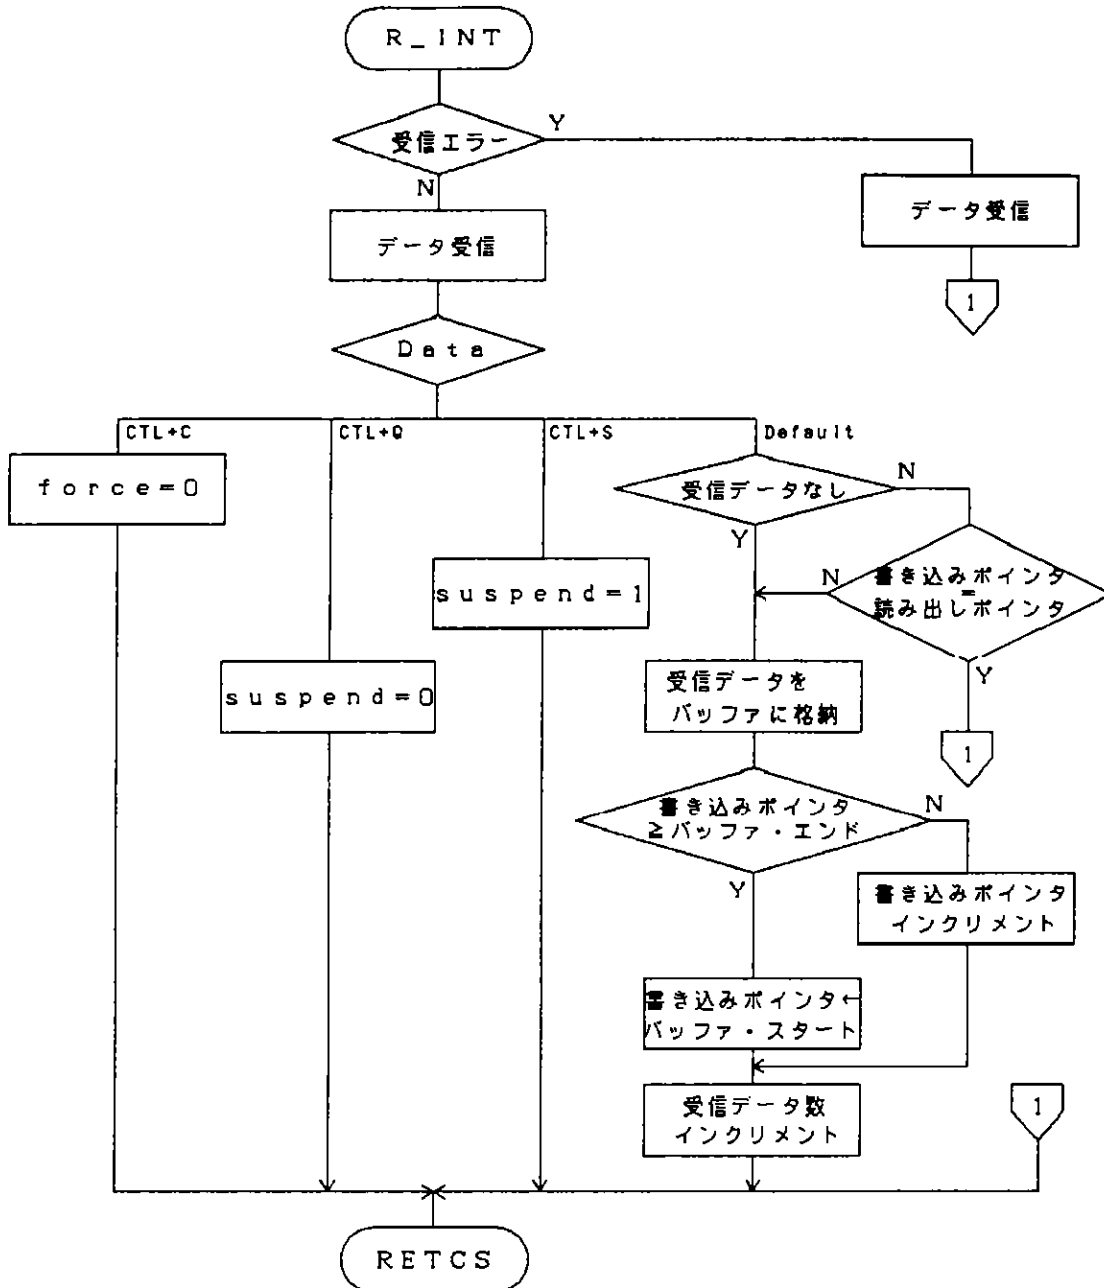 R_INT
受信エラー
Y
N
データ受信
データ受信
1
Data
CTL+C
CTL+Q
CTL+S
Default
force=0
受信データなし
N
Y
suspend=1
N
書き込みポインタ
=
読み出しポインタ
Y
suspend=0
受信データを
バッファに格納
1
書き込みポインタ
≧バッファ・エンド
N
Y
書き込みポインタ
インクリメント
書き込みポインタ←
バッファ・スタート
受信データ数
インクリメント
1
RETCS